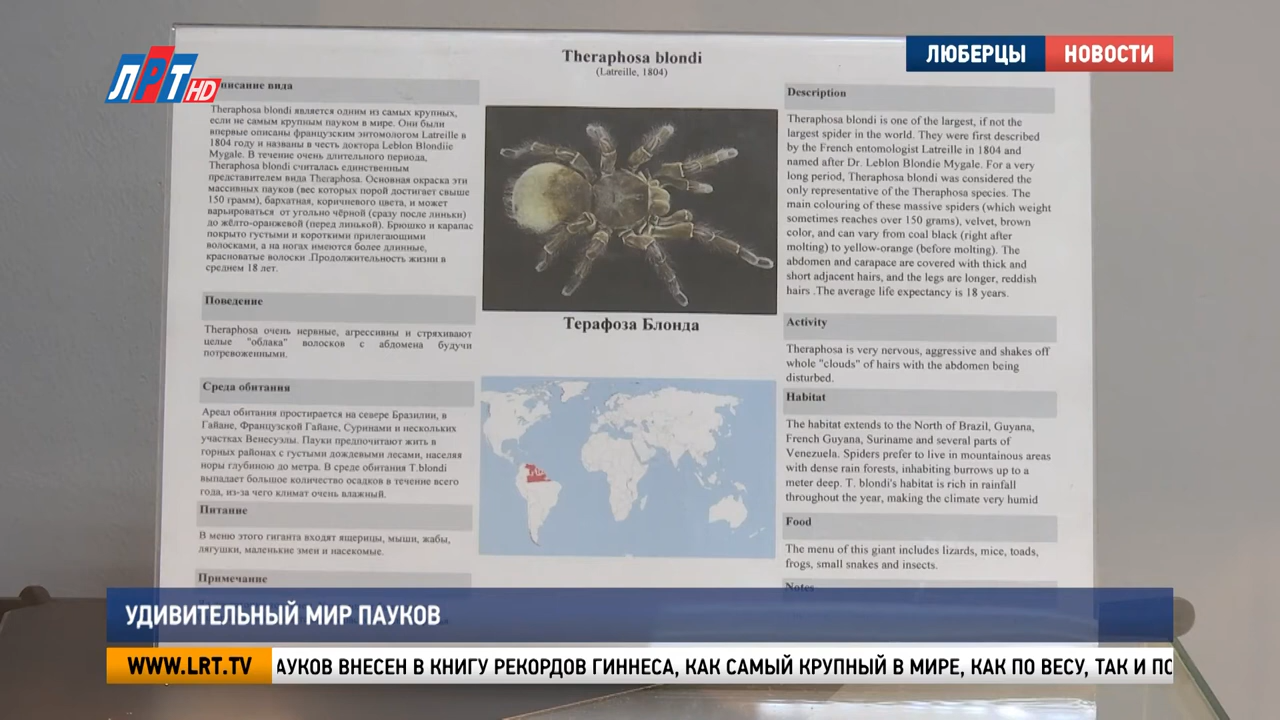 ЛРТ HD
ЛЮБЕРЦЫ НОВОСТИ
Theraphosa blondi
(Latreille, 1804)
писание вида
Theraphosa blondi является одним из самых крупных,
если не самым крупным пауком в мире. Они были
впервые описаны французским энтомологом Latreille в
1804 году и названы в честь доктора Leblon Blondiie
Mygale. В течение очень длительного периода,
Theraphosa blondi считалась единственным
представителем вида Theraphosa. Основная окраска эти
массивных пауков (вес которых порой достигает свыше
150 грамм), бархатная, коричневого цвета, и может
варьироваться от угольно чёрной (сразу после линьки)
до жёлто-оранжевой (перед линькой). Брюшко и карапас
покрыто густыми и короткими прилегающими
волосками, а на ногах имеются более длинные,
красноватые волоски .Продолжительность жизни в
среднем 18 лет.
Поведение
Theraphosa очень нервные, агрессивны и стряхивают
целые "облака" волосков с абдомена будучи
потревоженными.
Среда обитания
Ареал обитания простирается на севере Бразилии, в
Гайане, Французской Гайане, Суринами и нескольких
участках Венесуэлы. Пауки предпочитают жить в
горных районах с густыми дождевыми лесами, населяя
норы глубиною до метра. В среде обитания T.blondi
выпадает большое количество осадков в течение всего
года, из-за чего климат очень влажный.
Питание
В меню этого гиганта входят ящерицы, мыши, жабы,
лягушки, маленькие змеи и насекомые.
Примечание
Терафоза Блонда
Description
Theraphosa blondi is one of the largest, if not the
largest spider in the world. They were first described
by the French entomologist Latreille in 1804 and
named after Dr. Leblon Blondie Mygale. For a very
long period, Theraphosa blondi was considered the
only representative of the Theraphosa species. The
main colouring of these massive spiders (which weight
sometimes reaches over 150 grams), velvet, brown
color, and can vary from coal black (right after
molting) to yellow-orange (before molting). The
abdomen and carapace are covered with thick and
short adjacent hairs, and the legs are longer, reddish
hairs .The average life expectancy is 18 years.
Activity
Theraphosa is very nervous, aggressive and shakes off
whole "clouds" of hairs with the abdomen being
disturbed.
Habitat
The habitat extends to the North of Brazil, Guyana,
French Guyana, Suriname and several parts of
Venezuela. Spiders prefer to live in mountainous areas
with dense rain forests, inhabiting burrows up to a
meter deep. T. blondi's habitat is rich in rainfall
throughout the year, making the climate very humid
Food
The menu of this giant includes lizards, mice, toads,
frogs, small snakes and insects.
Notes
УДИВИТЕЛЬНЫЙ МИР ПАУКОВ
WWW.LRT.TV АУКОВ ВНЕСЕН В КНИГУ РЕКОРДОВ ГИННЕСА, КАК САМЫЙ КРУПНЫЙ В МИРЕ, КАК ПО ВЕСУ, ТАК И ПО